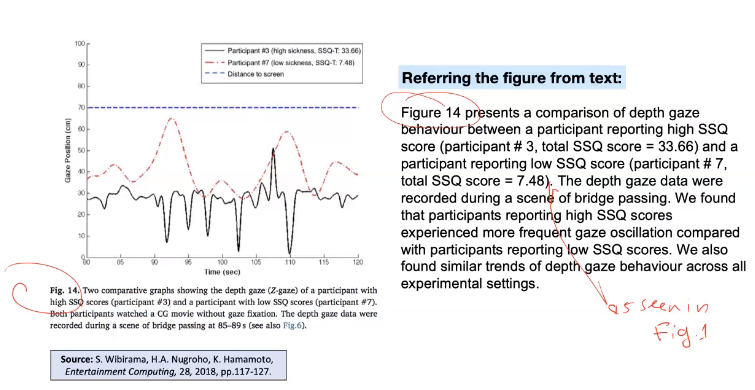 100
90
80
70
60
50
40
30
20
10
0
Gaze Position (cm)
Participant #3 (high sickness, SSQ-T: 33.66)
Participant #7 (low sickness, SSQ-T: 7.48)
Distance to screen
85 90 95 100 105 110 115 120
Time (sec)
Fig. 14. Two comparative graphs showing the depth gaze (Z-gaze) of a participant with
high SSQ scores (participant #3) and a participant with low SSQ scores (participant #7).
Both participants watched a CG movie without gaze fixation. The depth gaze data were
recorded during a scene of bridge passing at 85-89 s (see also Fig.6).
Source: S. Wibirama, H.A. Nugroho, K. Hamamoto,
Entertainment Computing, 28, 2018, pp.117-127.
Referring the figure from text:
Figure 14 presents a comparison of depth gaze
behaviour between a participant reporting high SSQ
score (participant # 3, total SSQ score = 33.66) and a
participant reporting low SSQ score (participant # 7,
total SSQ score = 7.48). The depth gaze data were
recorded during a scene of bridge passing. We found
that participants reporting high SSQ scores
experienced more frequent gaze oscillation compared
with participants reporting low SSQ scores. We also
found similar trends of depth gaze behaviour across all
experimental settings.
as seen in
Fig.1